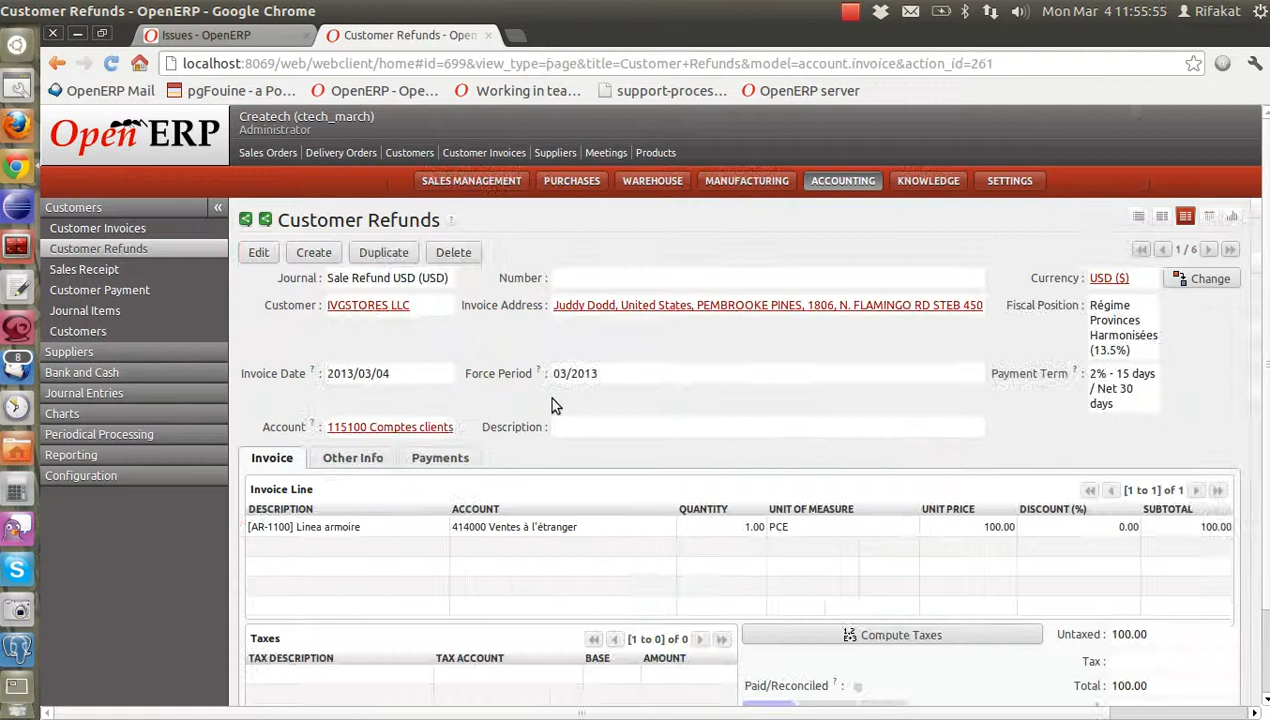 Customer Refunds - OpenERP - Google Chrome
Mon Mar 4 11:55:55
Rifakat
Issues - OpenERP
Customer Refunds - Open
localhost:8069/web/webclient/home#id=699&view_type=page&title=Customer+Refunds&model=account.invoice&action_id=261
OpenERP Mail
pgFouine - a Po...
OpenERP - Ope...
Working in tea...
support-proces...
OpenERP server
Open ERP
Createch (ctech_march)
Administrator
Sales Orders
Delivery Orders
Customers
Customer Invoices
Suppliers
Meetings
Products
SALES MANAGEMENT
PURCHASES
WAREHOUSE
MANUFACTURING
ACCOUNTING
KNOWLEDGE
SETTINGS
Customers «
Customer Invoices
Customer Refunds
Sales Receipt
Customer Payment
Journal Items
Customers
Suppliers
Bank and Cash
Journal Entries
Charts
Periodical Processing
Reporting
Configuration
8
Customer Refunds ?
Edit
Create
Duplicate
Delete
1 / 6
Journal : Sale Refund USD (USD)
Number :
Currency : USD ($)
Change
Customer : IVGSTORES LLC
Invoice Address : Juddy Dodd, United States, PEMBROOKE PINES, 1806, N. FLAMINGO RD STEB 450
Fiscal Position : Régime
Provinces
Harmonisées
(13.5%)
Invoice Date ? : 2013/03/04
Force Period ? : 03/2013
Payment Term ? : 2% - 15 days
/ Net 30
days
Account ? : 115100 Comptes clients
Description :
Invoice
Other Info
Payments
Invoice Line
[1 to 1] of 1
DESCRIPTION ACCOUNT QUANTITY UNIT OF MEASURE UNIT PRICE DISCOUNT (%) SUBTOTAL
[AR-1100] Linea armoire 414000 Ventes à l'étranger 1.00 PCE 100.00 0.00 100.00
Taxes
[1 to 0] of 0
TAX DESCRIPTION TAX ACCOUNT BASE AMOUNT
Compute Taxes
Untaxed : 100.00
Tax :
Paid/Reconciled ? :
Total : 100.00